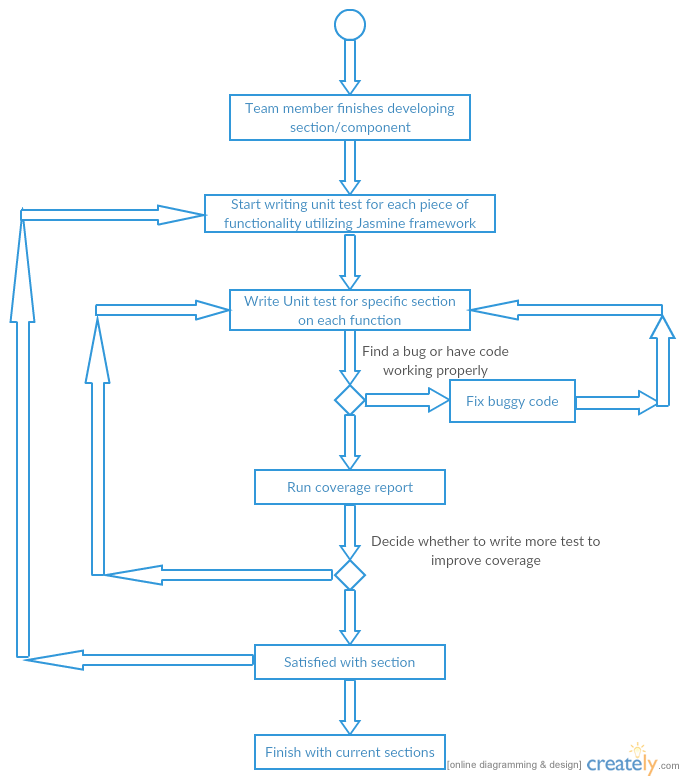 Team member finishes developing
section/component
Start writing unit test for each piece of
functionality utilizing Jasmine framework
Write Unit test for specific section
on each function
Find a bug or have code
working properly
Fix buggy code
Run coverage report
Decide whether to write more test to
improve coverage
Satisfied with section
Finish with current sections
[online diagramming & design] creately.com